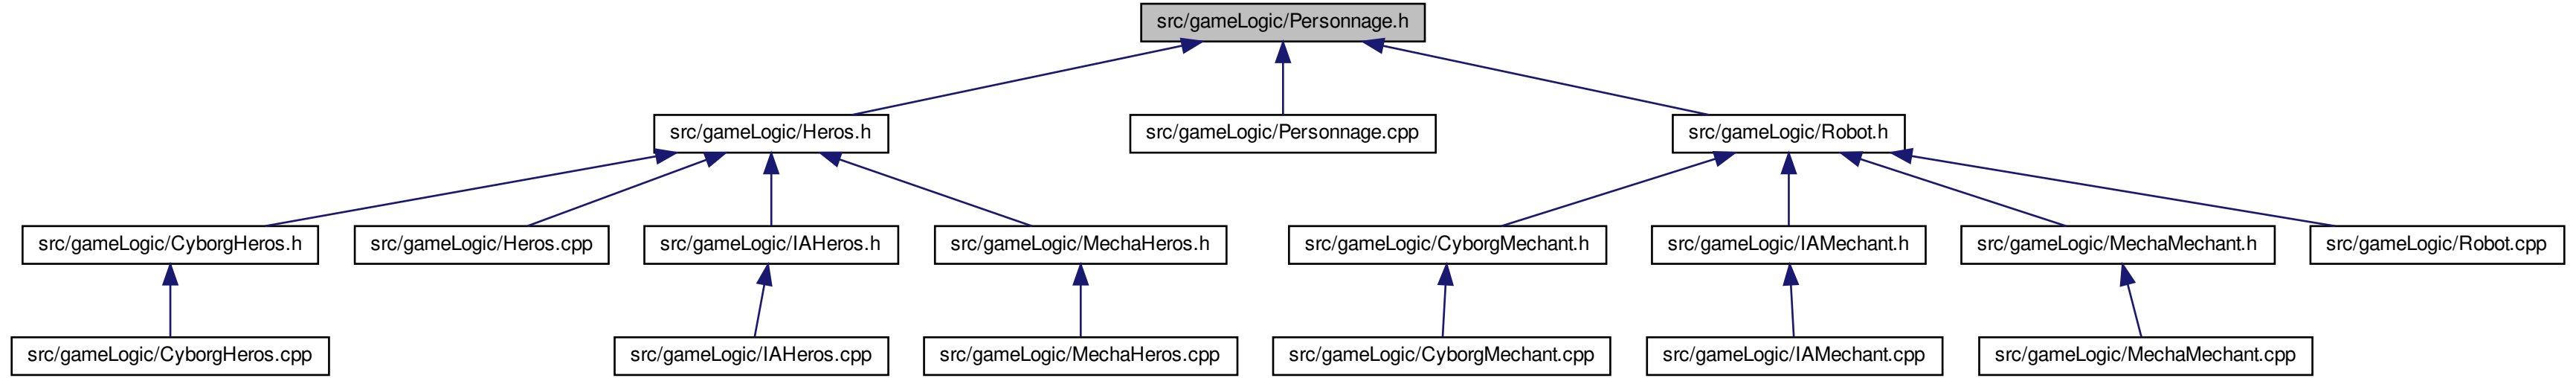 src/gameLogic/Personnage.h
src/gameLogic/Heros.h
src/gameLogic/Personnage.cpp
src/gameLogic/Robot.h
src/gameLogic/CyborgHeros.h
src/gameLogic/Heros.cpp
src/gameLogic/IAHeros.h
src/gameLogic/MechaHeros.h
src/gameLogic/CyborgMechant.h
src/gameLogic/IAMechant.h
src/gameLogic/MechaMechant.h
src/gameLogic/Robot.cpp
src/gameLogic/CyborgHeros.cpp
src/gameLogic/IAHeros.cpp
src/gameLogic/MechaHeros.cpp
src/gameLogic/CyborgMechant.cpp
src/gameLogic/IAMechant.cpp
src/gameLogic/MechaMechant.cpp